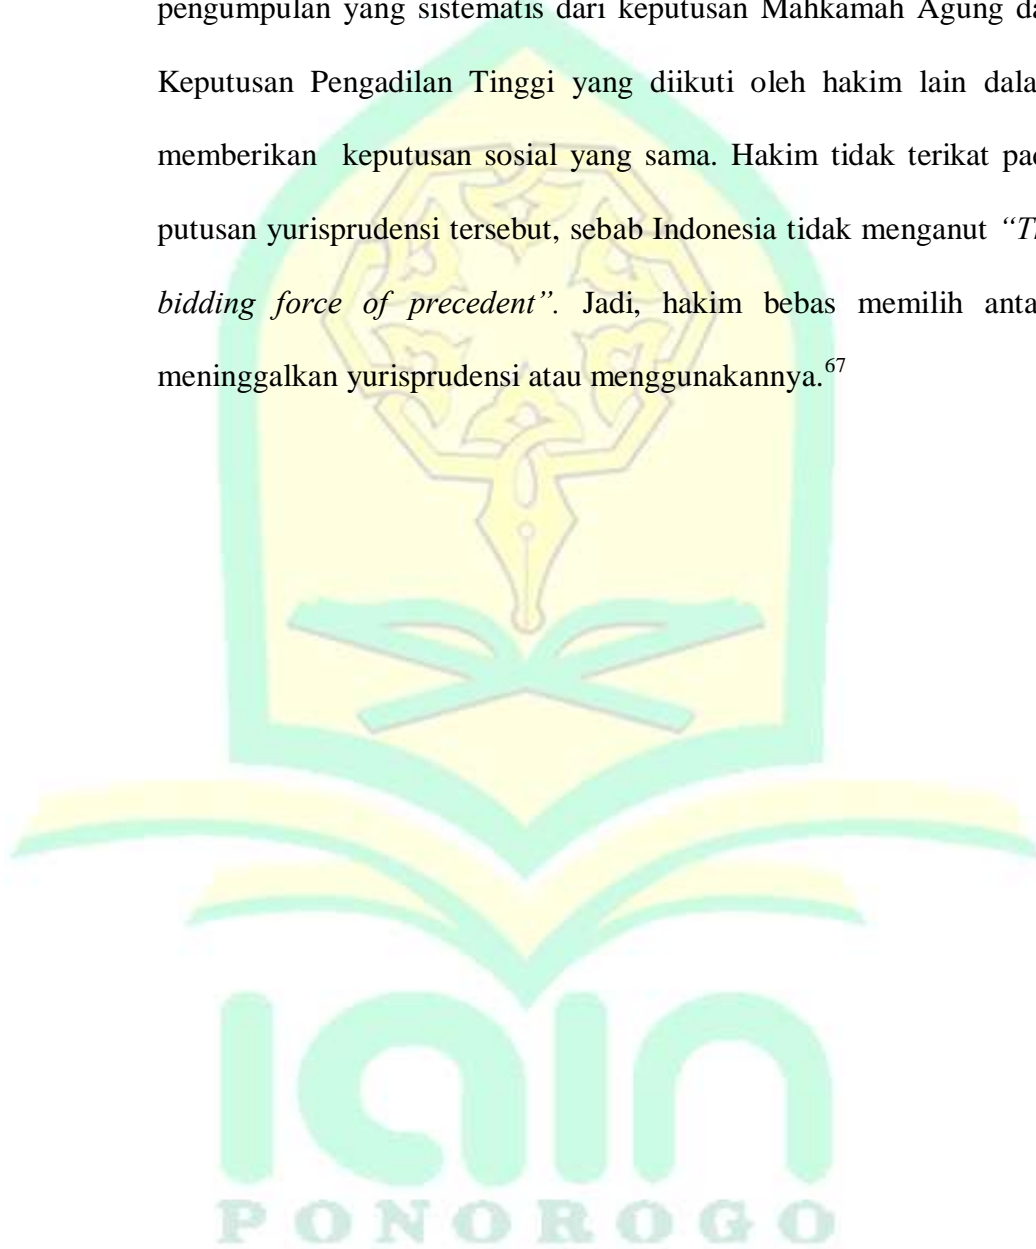 pengumpulan yang sistematis dari keputusan Mahkamah Agung da
Keputusan Pengadilan Tinggi yang diikuti oleh hakim lain dala
memberikan keputusan sosial yang sama. Hakim tidak terikat pa
putusan yurisprudensi tersebut, sebab Indonesia tidak menganut “T
bidding force of precedent”. Jadi, hakim bebas memilih anta
meninggalkan yurisprudensi atau menggunakannya.67
iain
PONOROGO